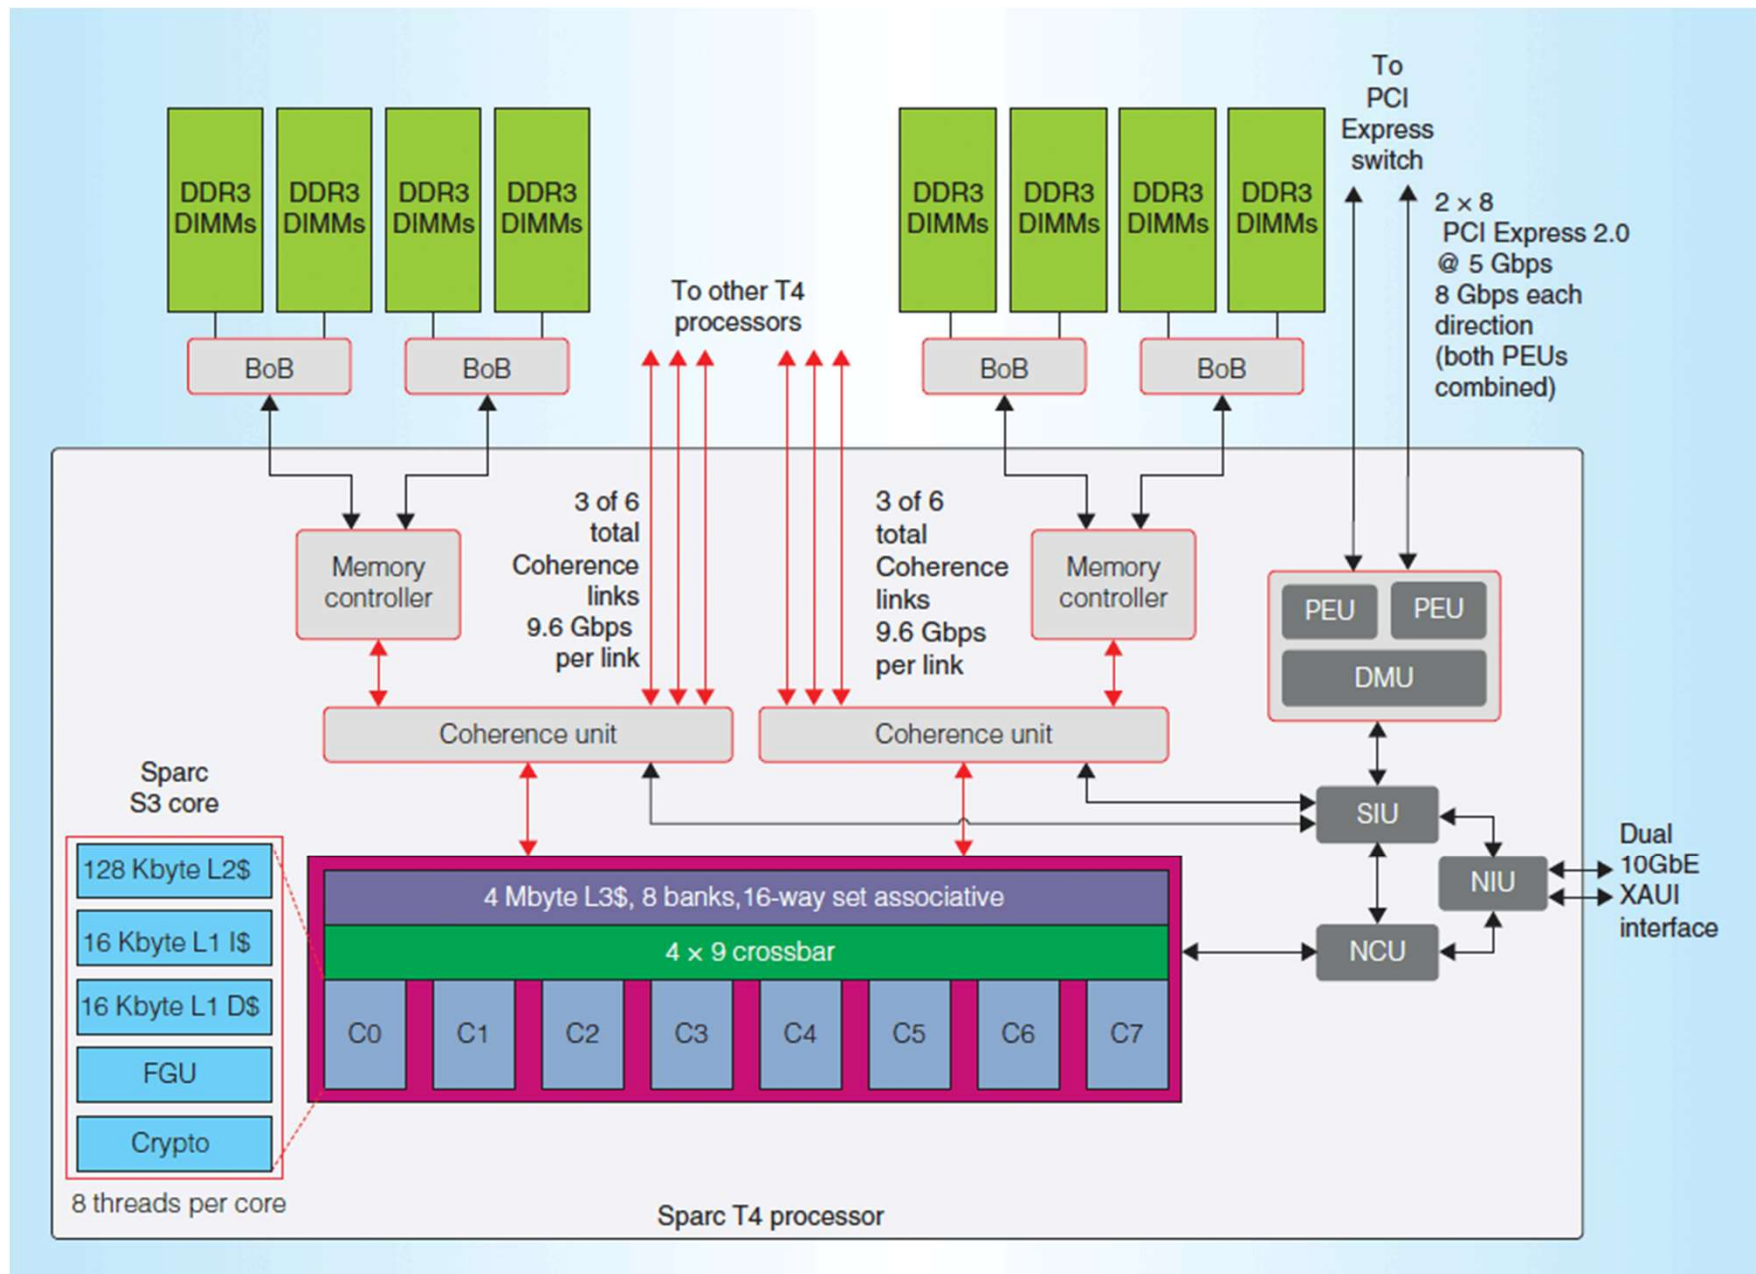 To
PCI
Express
switch
DDR3
DIMMs
DDR3
DIMMs
DDR3
DIMMs
DDR3
DIMMs
DDR3
DIMMs
DDR3
DIMMs
DDR3
DIMMs
DDR3
DIMMs
2 × 8
PCI Express 2.0
@ 5 Gbps
8 Gbps each
direction
(both PEUs
combined)
To other T4
processors
BoB
BoB
BoB
BoB
3 of 6
total
Coherence
links
9.6 Gbps
per link
3 of 6
total
Coherence
links
9.6 Gbps
per link
Memory
controller
Memory
controller
PEU
PEU
DMU
Coherence unit
Coherence unit
Sparc
S3 core
SIU
Dual
10GbE
XAUI
interface
NIU
NCU
128 Kbyte L2$
16 Kbyte L1 I$
16 Kbyte L1 D$
FGU
Crypto
8 threads per core
4 Mbyte L3$, 8 banks,16-way set associative
4 × 9 crossbar
C0
C1
C2
C3
C4
C5
C6
C7
Sparc T4 processor